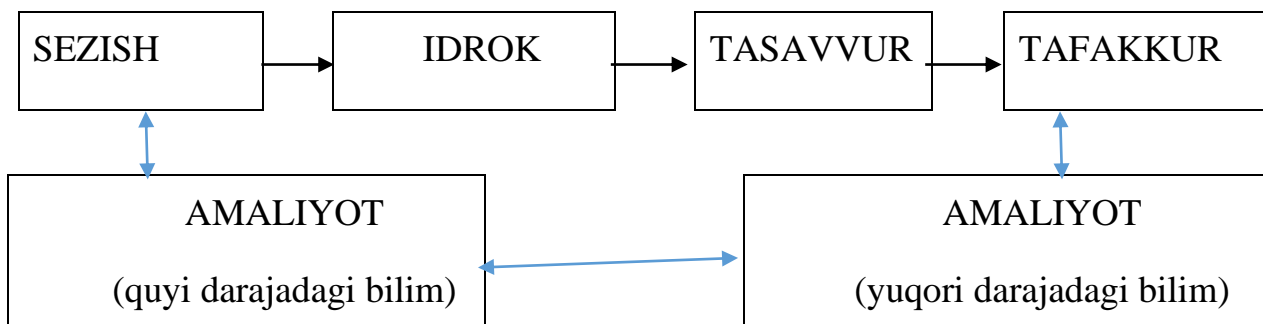 SEZISH
IDROK
TASAVVUR
TAFAKKUR
AMALIYOT
(quyi darajadagi bilim)
AMALIYOT
(yuqori darajadagi bilim)